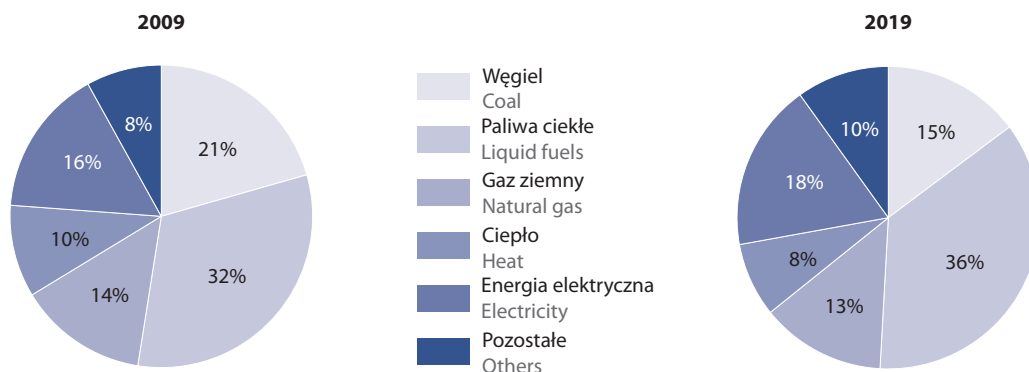 2009
2019
8%
21%
16%
10%
14%
32%
Węgiel
Coal
Paliwa ciekłe
Liquid fuels
Gaz ziemny
Natural gas
Ciepło
Heat
Energia elektryczna
Electricity
Pozostałe
Others
10%
15%
18%
8%
13%
36%